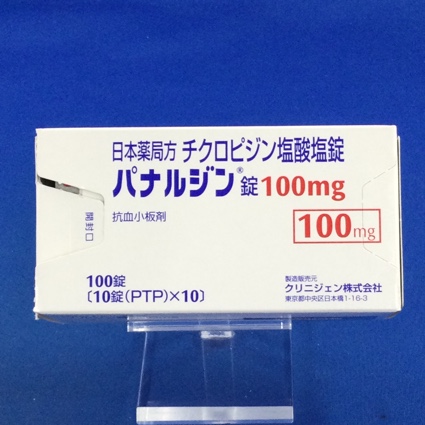 日本薬局方 チクロピジン塩酸塩錠
パナルジン®錠100mg
100mg
抗血小板剤
開封口
100錠
〔10錠(PTP)×10〕
製造販売元
クリニジェン株式会社
東京都中央区日本橋1-16-3